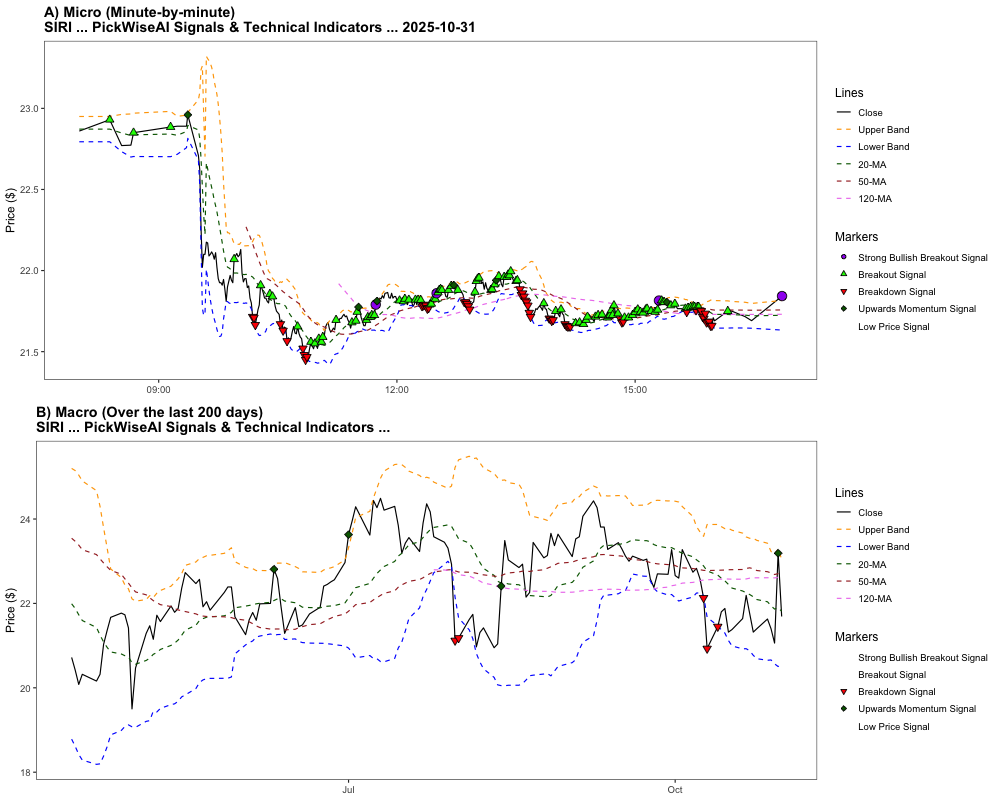 A) Micro (Minute-by-minute)
SIRI ... PickWiseAI Signals & Technical Indicators ... 2025-10-31
Price ($)
23.0
22.5
22.0
21.5
09:00
12:00
15:00
Lines
Close
Upper Band
Lower Band
20-MA
50-MA
120-MA
Markers
Strong Bullish Breakout Signal
Breakout Signal
Breakdown Signal
Upwards Momentum Signal
Low Price Signal
B) Macro (Over the last 200 days)
SIRI ... PickWiseAI Signals & Technical Indicators ...
Price ($)
24
22
20
18
Jul
Oct
Lines
Close
Upper Band
Lower Band
20-MA
50-MA
120-MA
Markers
Strong Bullish Breakout Signal
Breakout Signal
Breakdown Signal
Upwards Momentum Signal
Low Price Signal